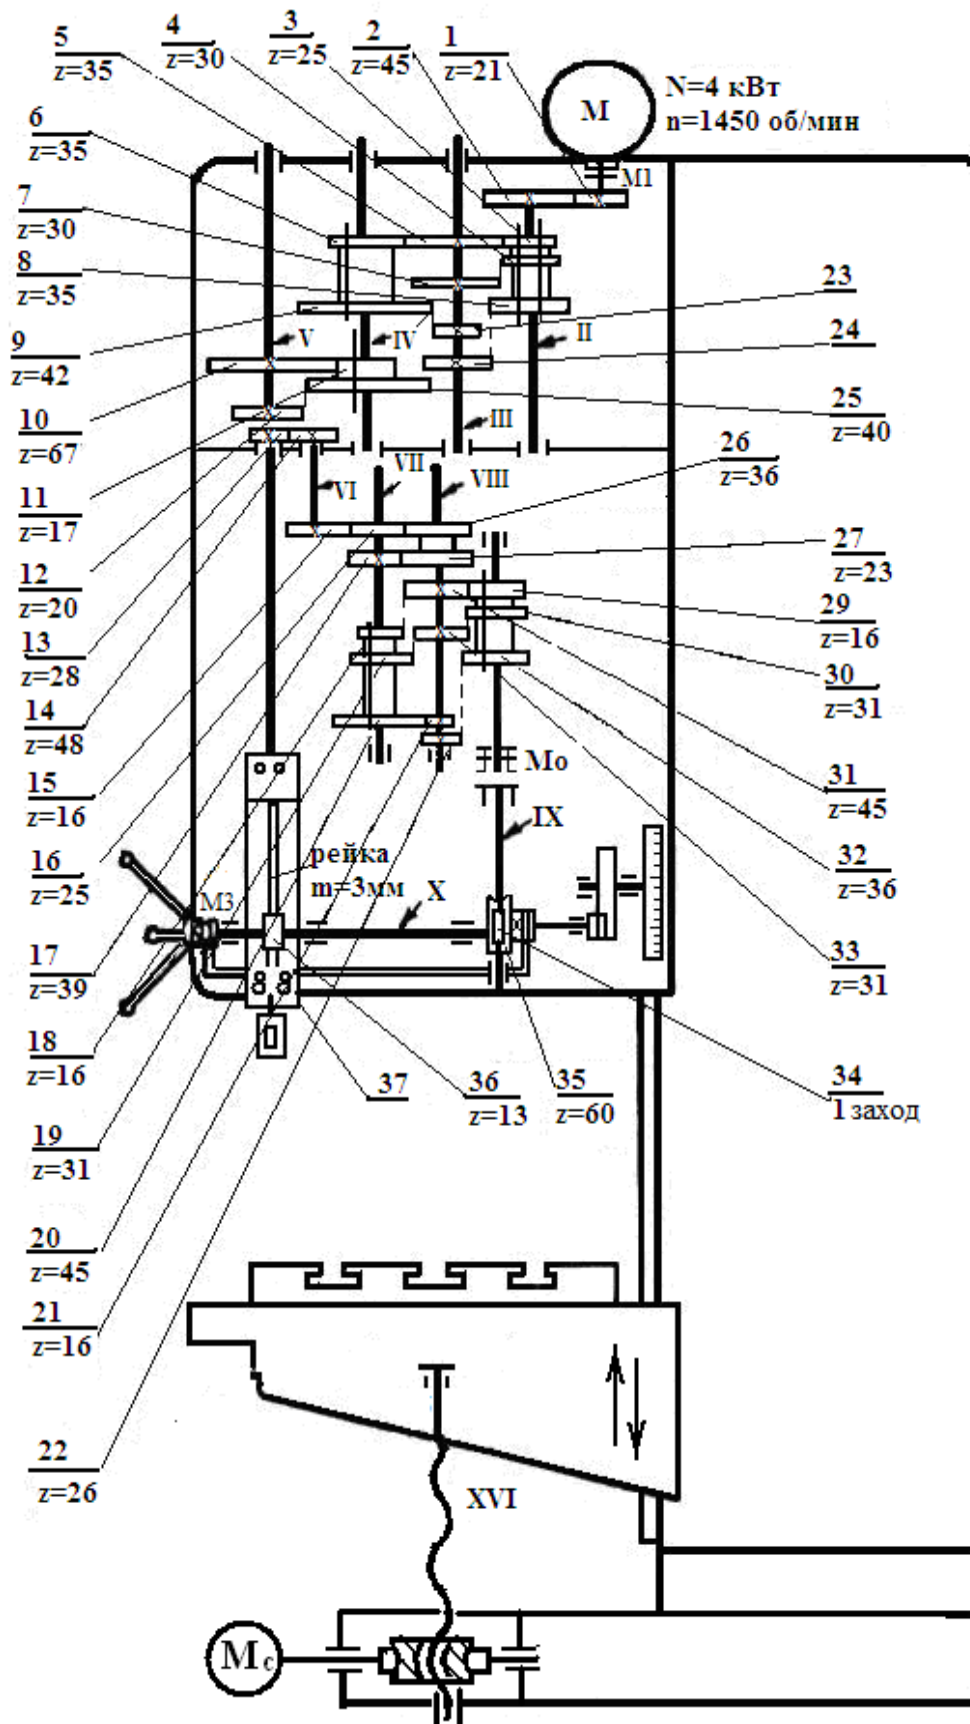 5
z=35
4
z=30
3
z=25
2
z=45
1
z=21
М
N=4 кВт
n=1450 об/мин
М1
6
z=35
7
z=30
8
z=35
9
z=42
10
z=67
11
z=17
12
z=20
13
z=28
14
z=48
15
z=16
16
z=25
17
z=39
18
z=16
19
z=31
20
z=45
21
z=16
22
z=26
23
24
25
z=40
26
z=36
27
z=23
29
z=16
30
z=31
31
z=45
32
z=36
33
z=31
34
1 заход
35
z=60
36
z=13
37
V
IV
II
III
VII
VI
VIII
Мо
IX
рейка
m=3мм
X
М3
XVI
Мс